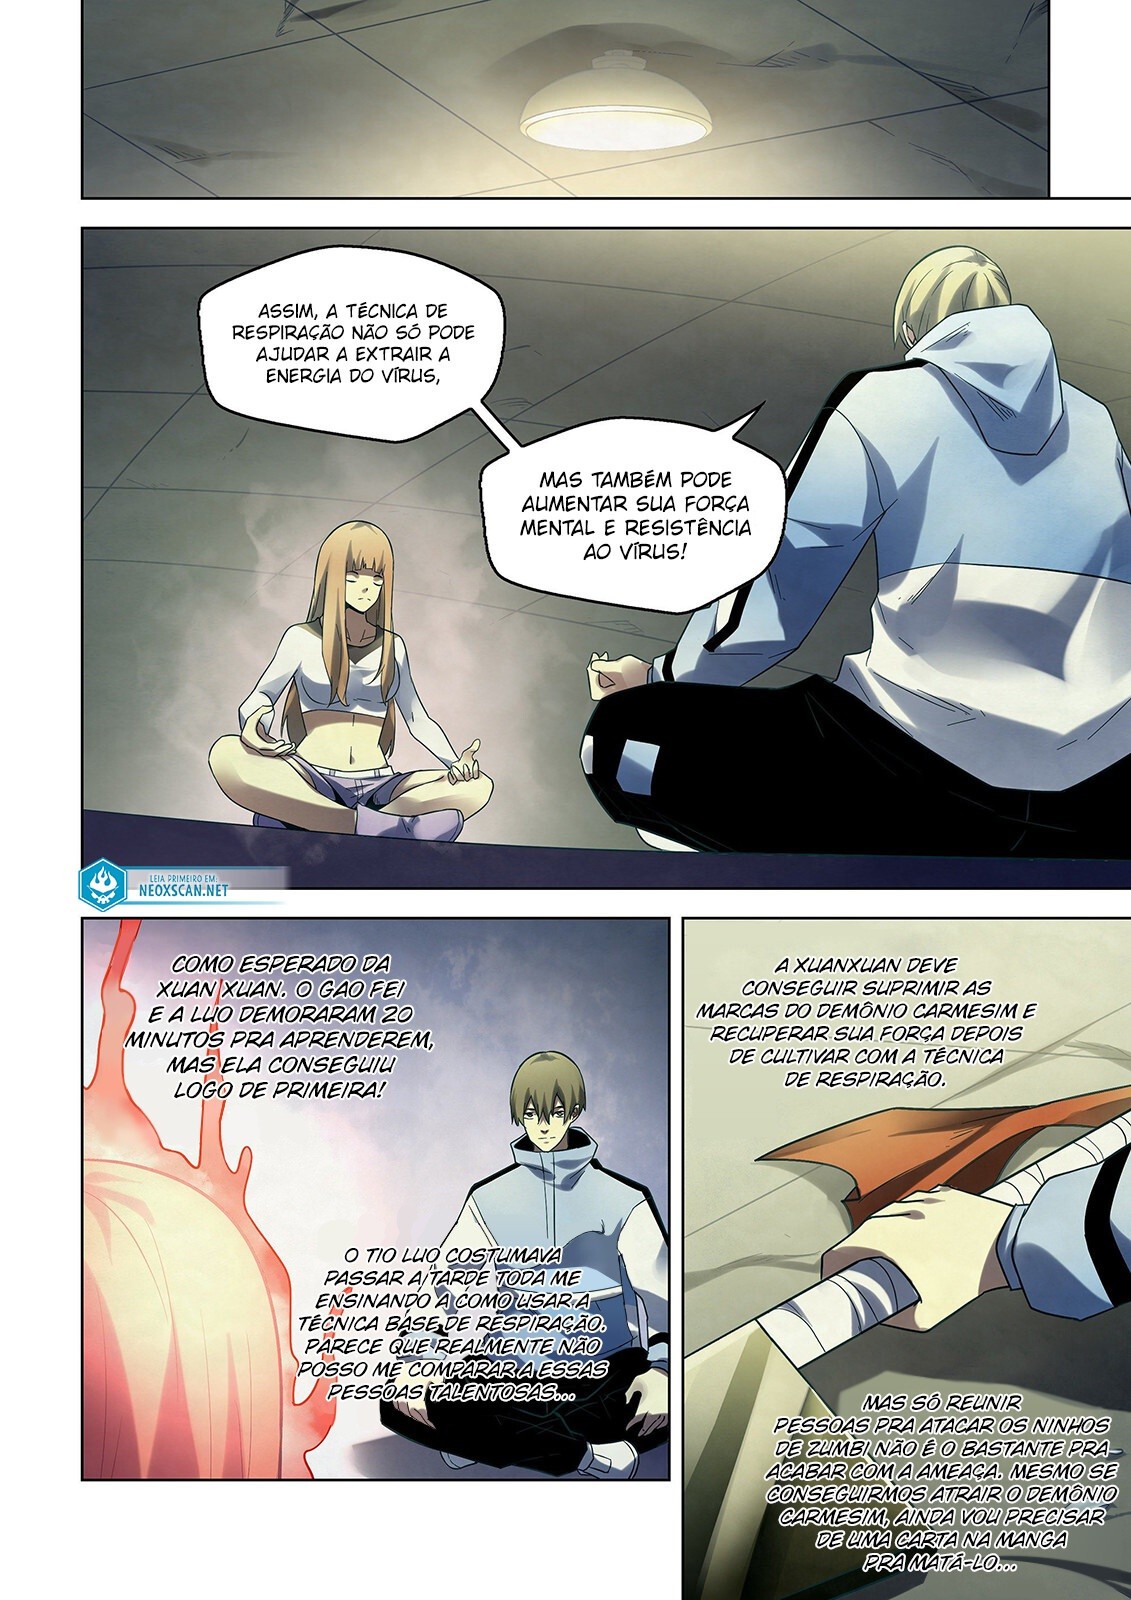 ASSIM, A TÉCNICA DE
RESPIRAÇÃO NÃO SÓ PODE
AJUDAR A EXTRAIR A
ENERGIA DO VÍRUS,
MAS TAMBÉM PODE
AUMENTAR SUA FORÇA
MENTAL E RESISTÊNCIA
AO VÍRUS!
LEIA PRIMEIRO EM:
NEOXSCAN.NET
COMO ESPERADO DA
XUAN XUAN. O GAO FEI
E A LUO DEMORARAM 20
MINUTOS PRA APRENDEREM,
MAS ELA CONSEGUIU
LOGO DE PRIMEIRA!
O TIO LUO COSTUMAVA
PASSAR A TARDE TODA ME
ENSINANDO A COMO USAR A
TÉCNICA BASE DE RESPIRAÇÃO.
PARECE QUE REALMENTE NÃO
POSSO ME COMPARAR A ESSAS
PESSOAS TALENTOSAS...
A XUANXUAN DEVE
CONSEGUIR SUPRIMIR AS
MARCAS DO DEMÔNIO CARMESIM E
RECUPERAR SUA FORÇA DEPOIS
DE CULTIVAR COM A TÉCNICA
DE RESPIRAÇÃO.
MAS SÓ REUNIR
PESSOAS PRA ATACAR OS NINHOS
DE ZUMBI NÃO É O BASTANTE PRA
ACABAR COM A AMEAÇA. MESMO SE
CONSEGUIRMOS ATRAIR O DEMÔNIO
CARMESIM, AINDA VOU PRECISAR
DE UMA CARTA NA MANGA
PRA MATÁ-LO...